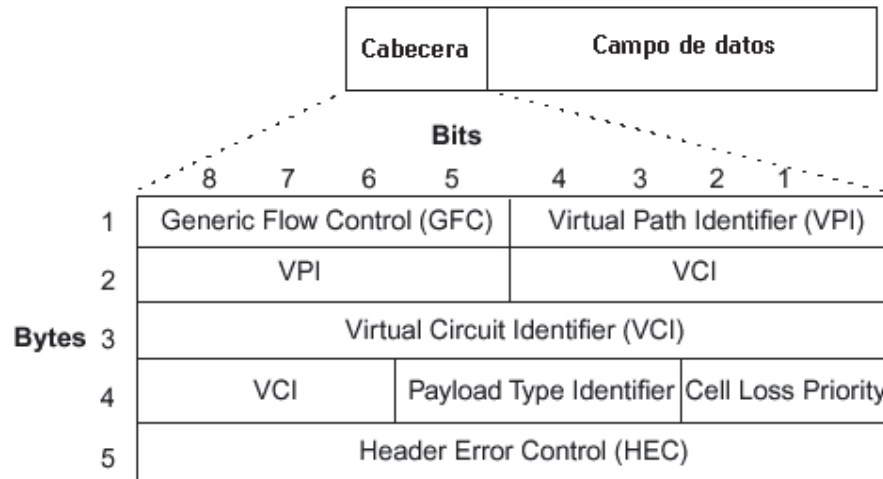 Cabecera Campo de datos
Bits
8 7 6 5 4 3 2 1
1 Generic Flow Control (GFC) Virtual Path Identifier (VPI)
2 VPI VCI
Bytes 3 Virtual Circuit Identifier (VCI)
4 VCI Payload Type Identifier Cell Loss Priority
5 Header Error Control (HEC)